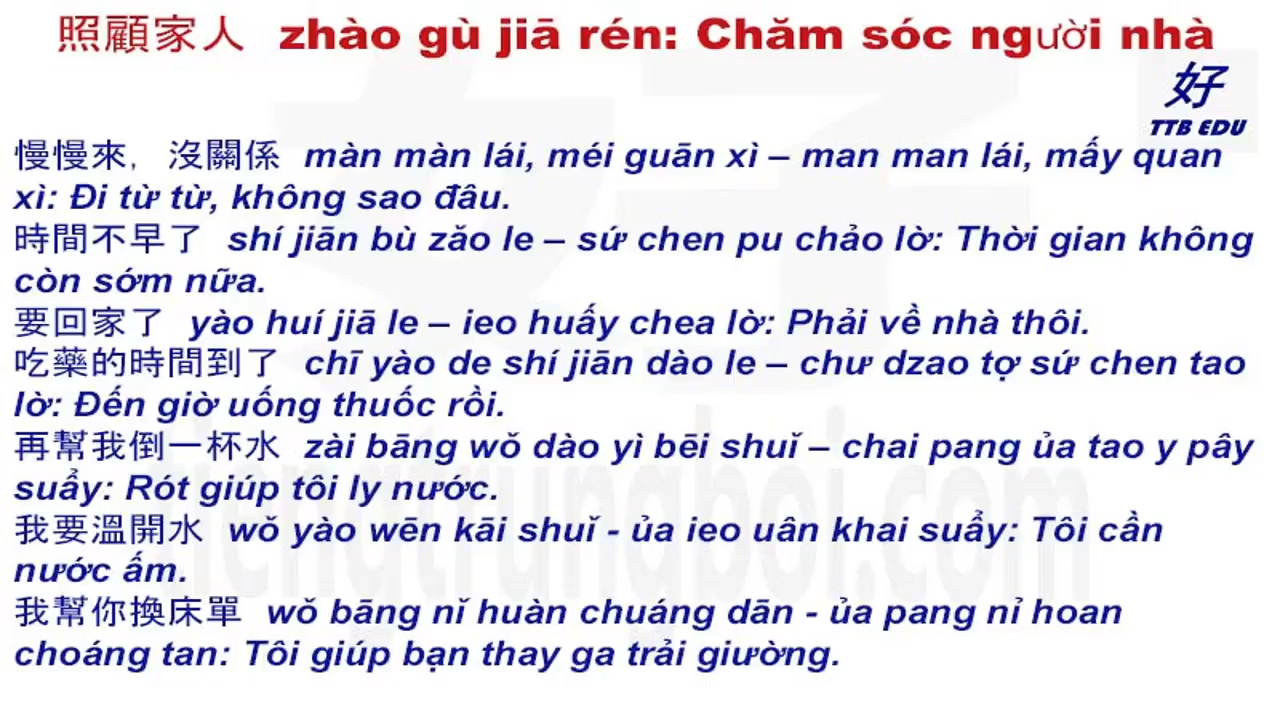 照顧家人 zhào gù jiā rén: Chăm sóc người nhà
好
TTB EDU
慢慢來，沒關係 màn màn lái, méi guān xì – man man lái, mấy quan
xì: Đi từ từ, không sao đâu.
時間不早了 shí jiān bù zǎo le – sứ chen pu chảo lờ: Thời gian không
còn sớm nữa.
要回家了 yào huí jiā le – ieo huấy chea lờ: Phải về nhà thôi.
吃藥的時間到了 chī yào de shí jiān dào le – chư dzao tợ sứ chen tao
lờ: Đến giờ uống thuốc rồi.
再幫我倒一杯水 zài bāng wǒ dào yì bēi shuǐ – chai pang ủa tao y pây
suẩy: Rót giúp tôi ly nước.
我要溫開水 wǒ yào wēn kāi shuǐ - ủa ieo uân khai suẩy: Tôi cần
nước ấm.
我幫你換床單 wǒ bāng nǐ huàn chuáng dān - ủa pang nỉ hoan
choáng tan: Tôi giúp bạn thay ga trải giường.
tiengtrungboi.com